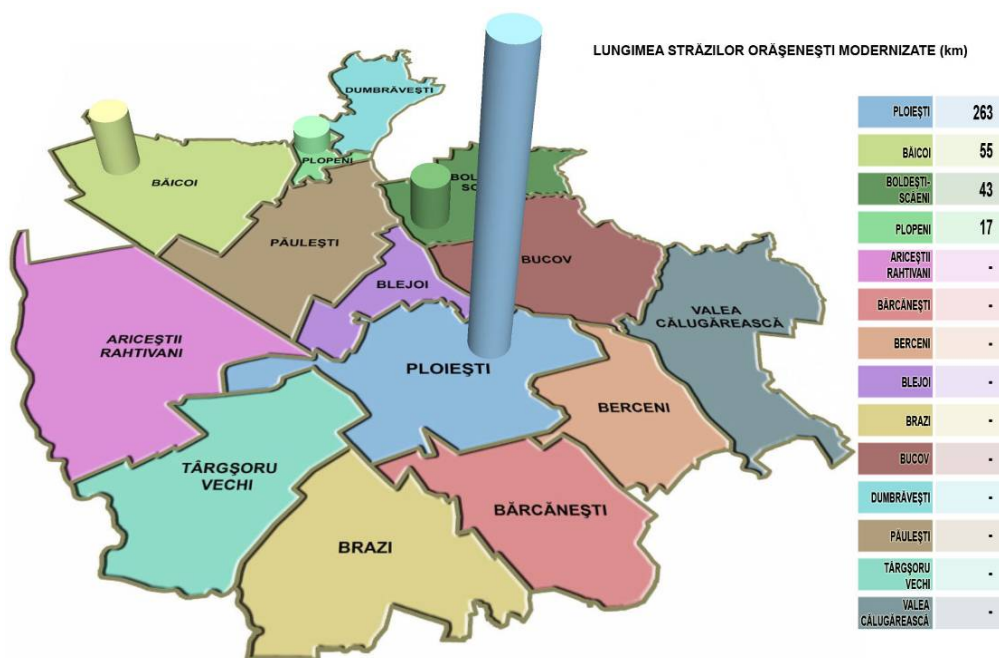 LUNGIMEA STRĂZILOR ORĂŞENEŞTI MODERNIZATE (km)
DUMBRĂVEŞTI
PLOPENI
BĂICOI
BOLDEŞTI
PĂULEŞTI
BUCOV
BLEJOI
VALEA
CĂLUGĂREASCĂ
ARICEŞTII
RAHTIVANI
PLOIEŞTI
BERCENI
TÂRGŞORU
VECHI
BĂRCĂNEŞTI
BRAZI
PLOIEŞTI 263
BĂICOI 55
BOLDEŞTI-
SCĂENI 43
PLOPENI 17
ARICEŞTII
RAHTIVANI -
BĂRCĂNEŞTI -
BERCENI -
BLEJOI -
BRAZI -
BUCOV -
DUMBRĂVEŞTI -
PĂULEŞTI -
TÂRGŞORU
VECHI -
VALEA
CĂLUGĂREASCĂ -